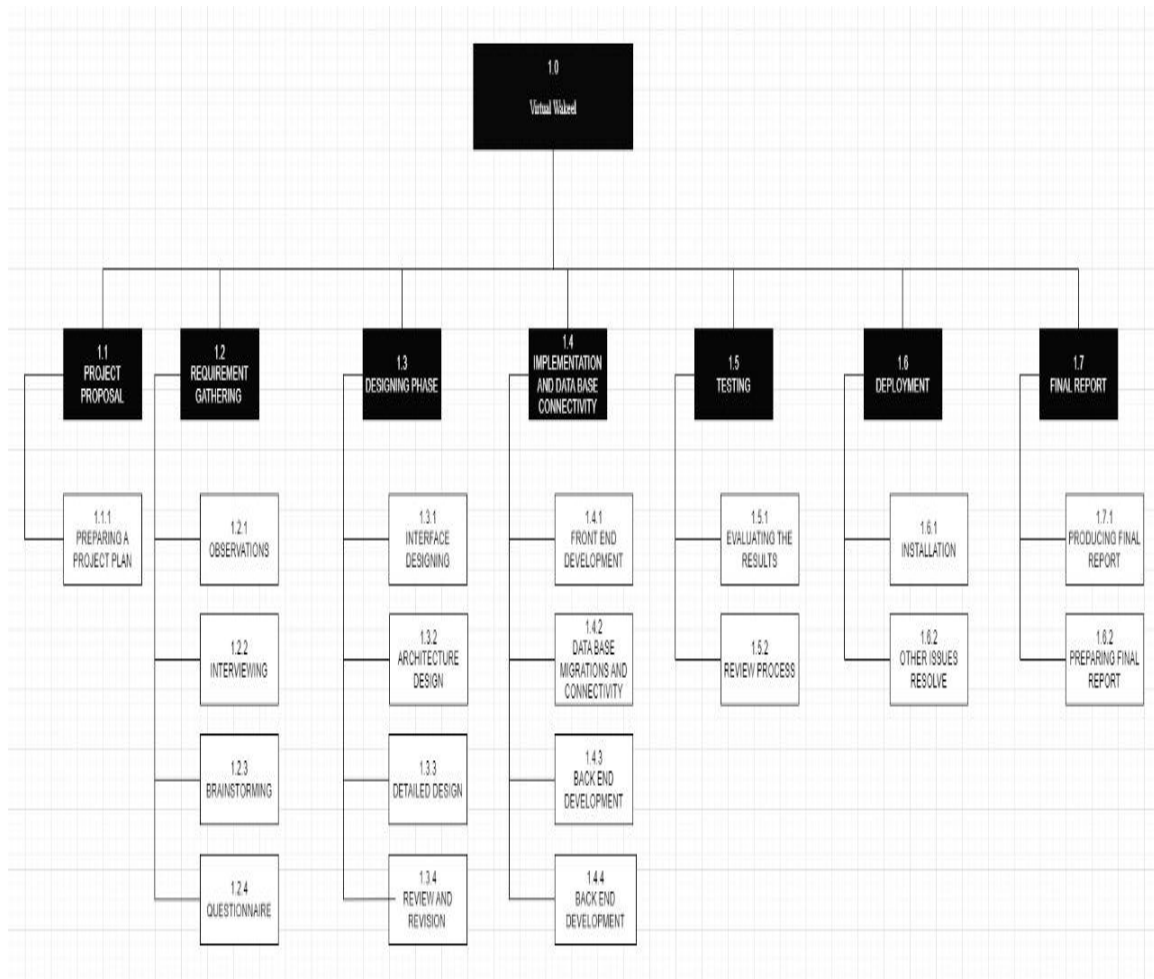 1.0
Virtual Wakeel
1.1
PROJECT
PROPOSAL
1.2
REQUIREMENT
GATHERING
1.3
DESIGNING PHASE
1.4
IMPLEMENTATION
AND DATA BASE
CONNECTIVITY
1.5
TESTING
1.6
DEPLOYMENT
1.7
FINAL REPORT
1.1.1
PREPARING A
PROJECT PLAN
1.2.1
OBSERVATIONS
1.3.1
INTERFACE
DESIGNING
1.4.1
FRONT END
DEVELOPMENT
1.5.1
EVALUATING THE
RESULTS
1.6.1
INSTALLATION
1.7.1
PRODUCING FINAL
REPORT
1.2.2
INTERVIEWING
1.3.2
ARCHITECTURE
DESIGN
1.4.2
DATA BASE
MIGRATIONS AND
CONNECTIVITY
1.5.2
REVIEW PROCESS
1.6.2
OTHER ISSUES
RESOLVE
1.6.2
PREPARING FINAL
REPORT
1.2.3
BRAINSTORMING
1.3.3
DETAILED DESIGN
1.4.3
BACK END
DEVELOPMENT
1.2.4
QUESTIONNAIRE
1.3.4
REVIEW AND
REVISION
1.4.4
BACK END
DEVELOPMENT